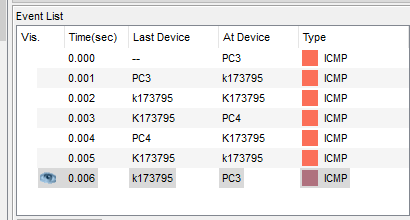 Event List
Vis. Time(sec) Last Device At Device Type
0.000 -- PC3 ICMP
0.001 PC3 k173795 ICMP
0.002 k173795 K173795 ICMP
0.003 K173795 PC4 ICMP
0.004 PC4 K173795 ICMP
0.005 K173795 k173795 ICMP
0.006 k173795 PC3 ICMP